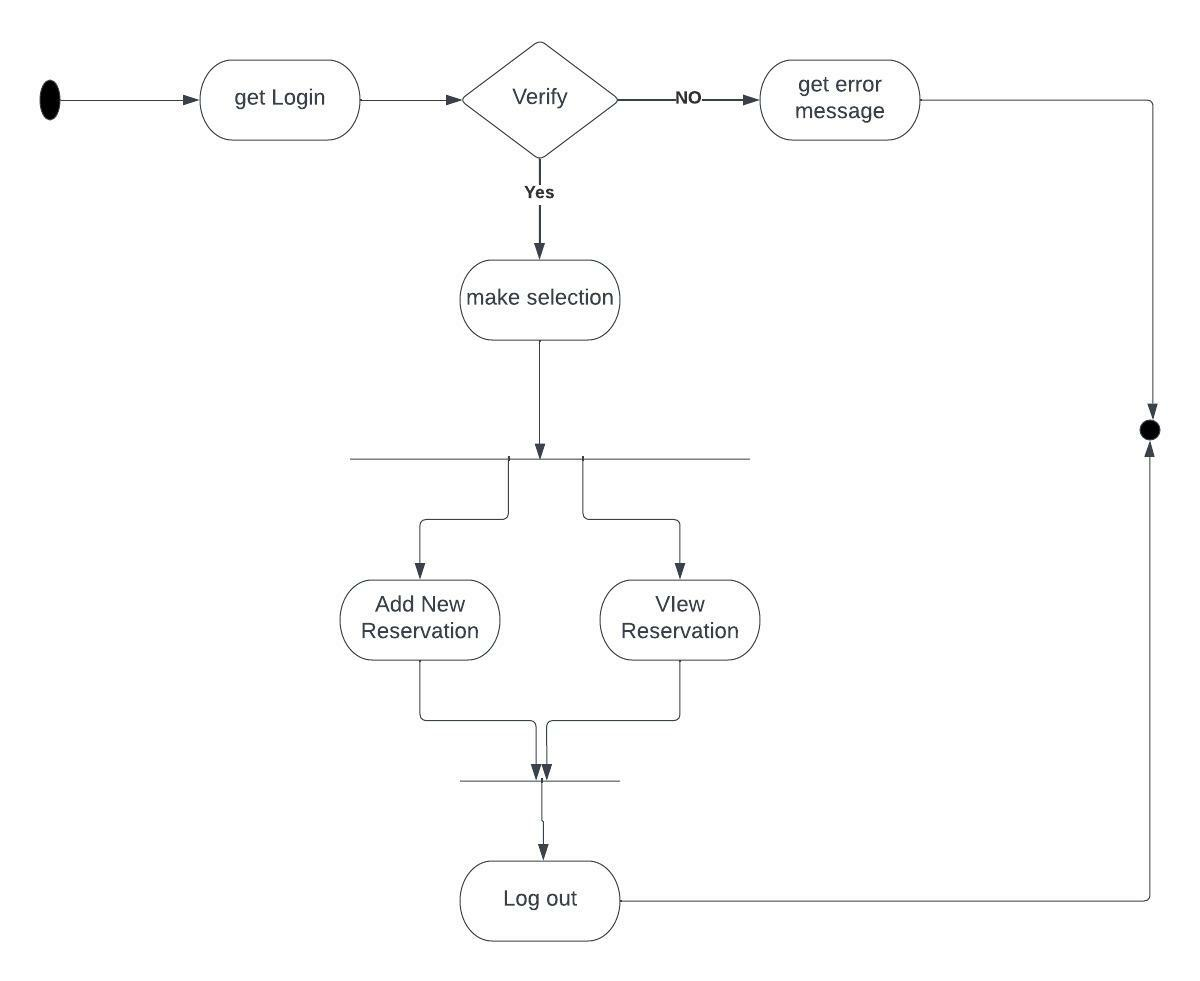 get Login
Verify
NO
get error
message
Yes
make selection
Add New
Reservation
VIew
Reservation
Log out